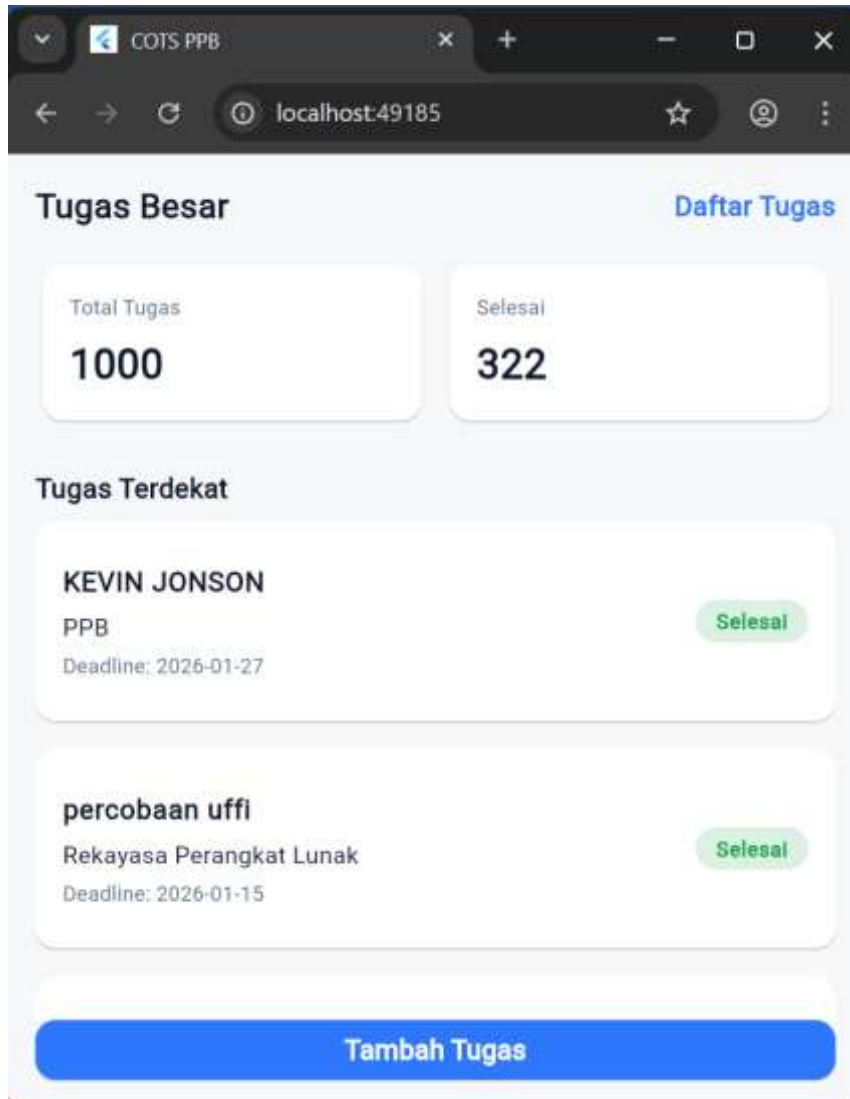 COTS PPB
localhost:49185
Tugas Besar
Daftar Tugas
Total Tugas
1000
Selesai
322
Tugas Terdekat
KEVIN JONSON
PPB
Deadline: 2026-01-27
Selesai
percobaan uffi
Rekayasa Perangkat Lunak
Deadline: 2026-01-15
Selesai
Tambah Tugas